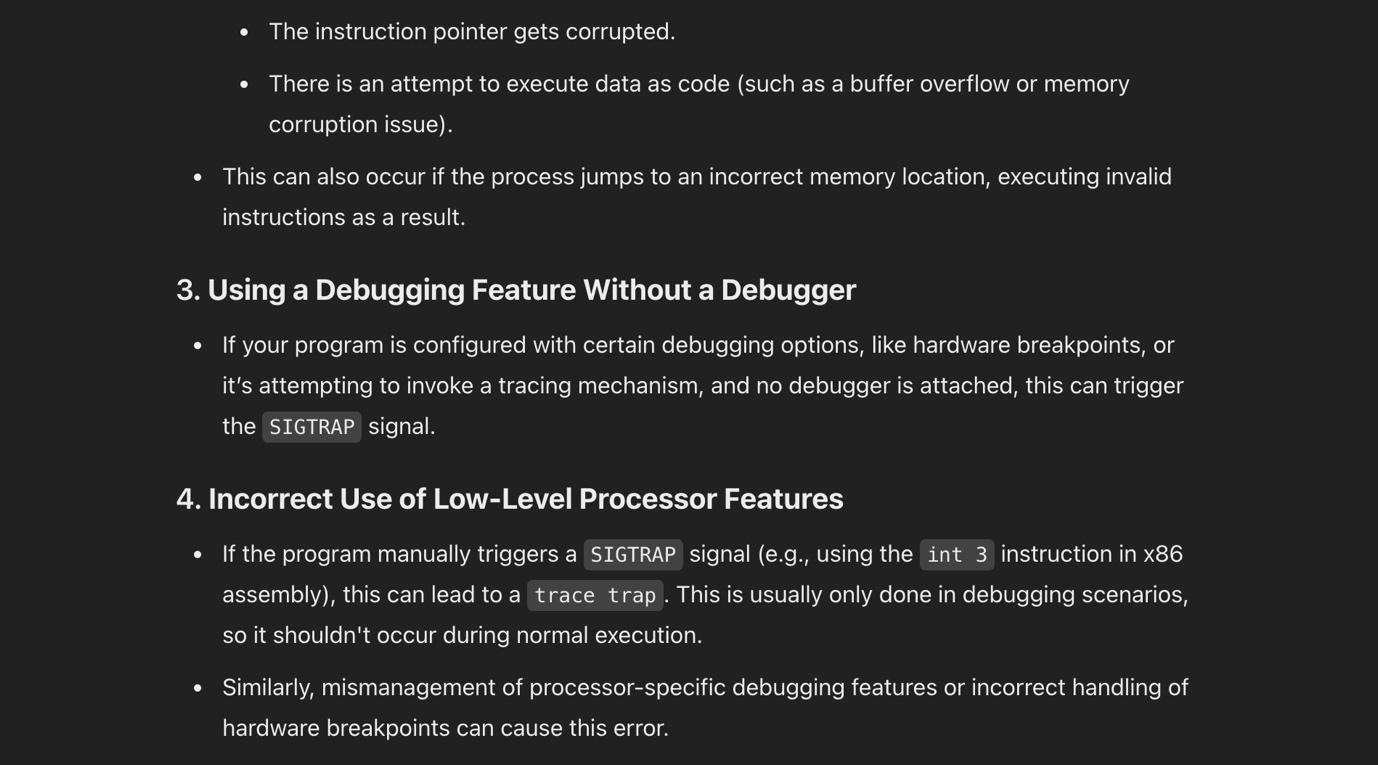 • The instruction pointer gets corrupted.
• There is an attempt to execute data as code (such as a buffer overflow or memory
corruption issue).
• This can also occur if the process jumps to an incorrect memory location, executing invalid
instructions as a result.
3. Using a Debugging Feature Without a Debugger
• If your program is configured with certain debugging options, like hardware breakpoints, or
it’s attempting to invoke a tracing mechanism, and no debugger is attached, this can trigger
the SIGTRAP signal.
4. Incorrect Use of Low-Level Processor Features
• If the program manually triggers a SIGTRAP signal (e.g., using the int 3 instruction in x86
assembly), this can lead to a trace trap. This is usually only done in debugging scenarios,
so it shouldn't occur during normal execution.
• Similarly, mismanagement of processor-specific debugging features or incorrect handling of
hardware breakpoints can cause this error.